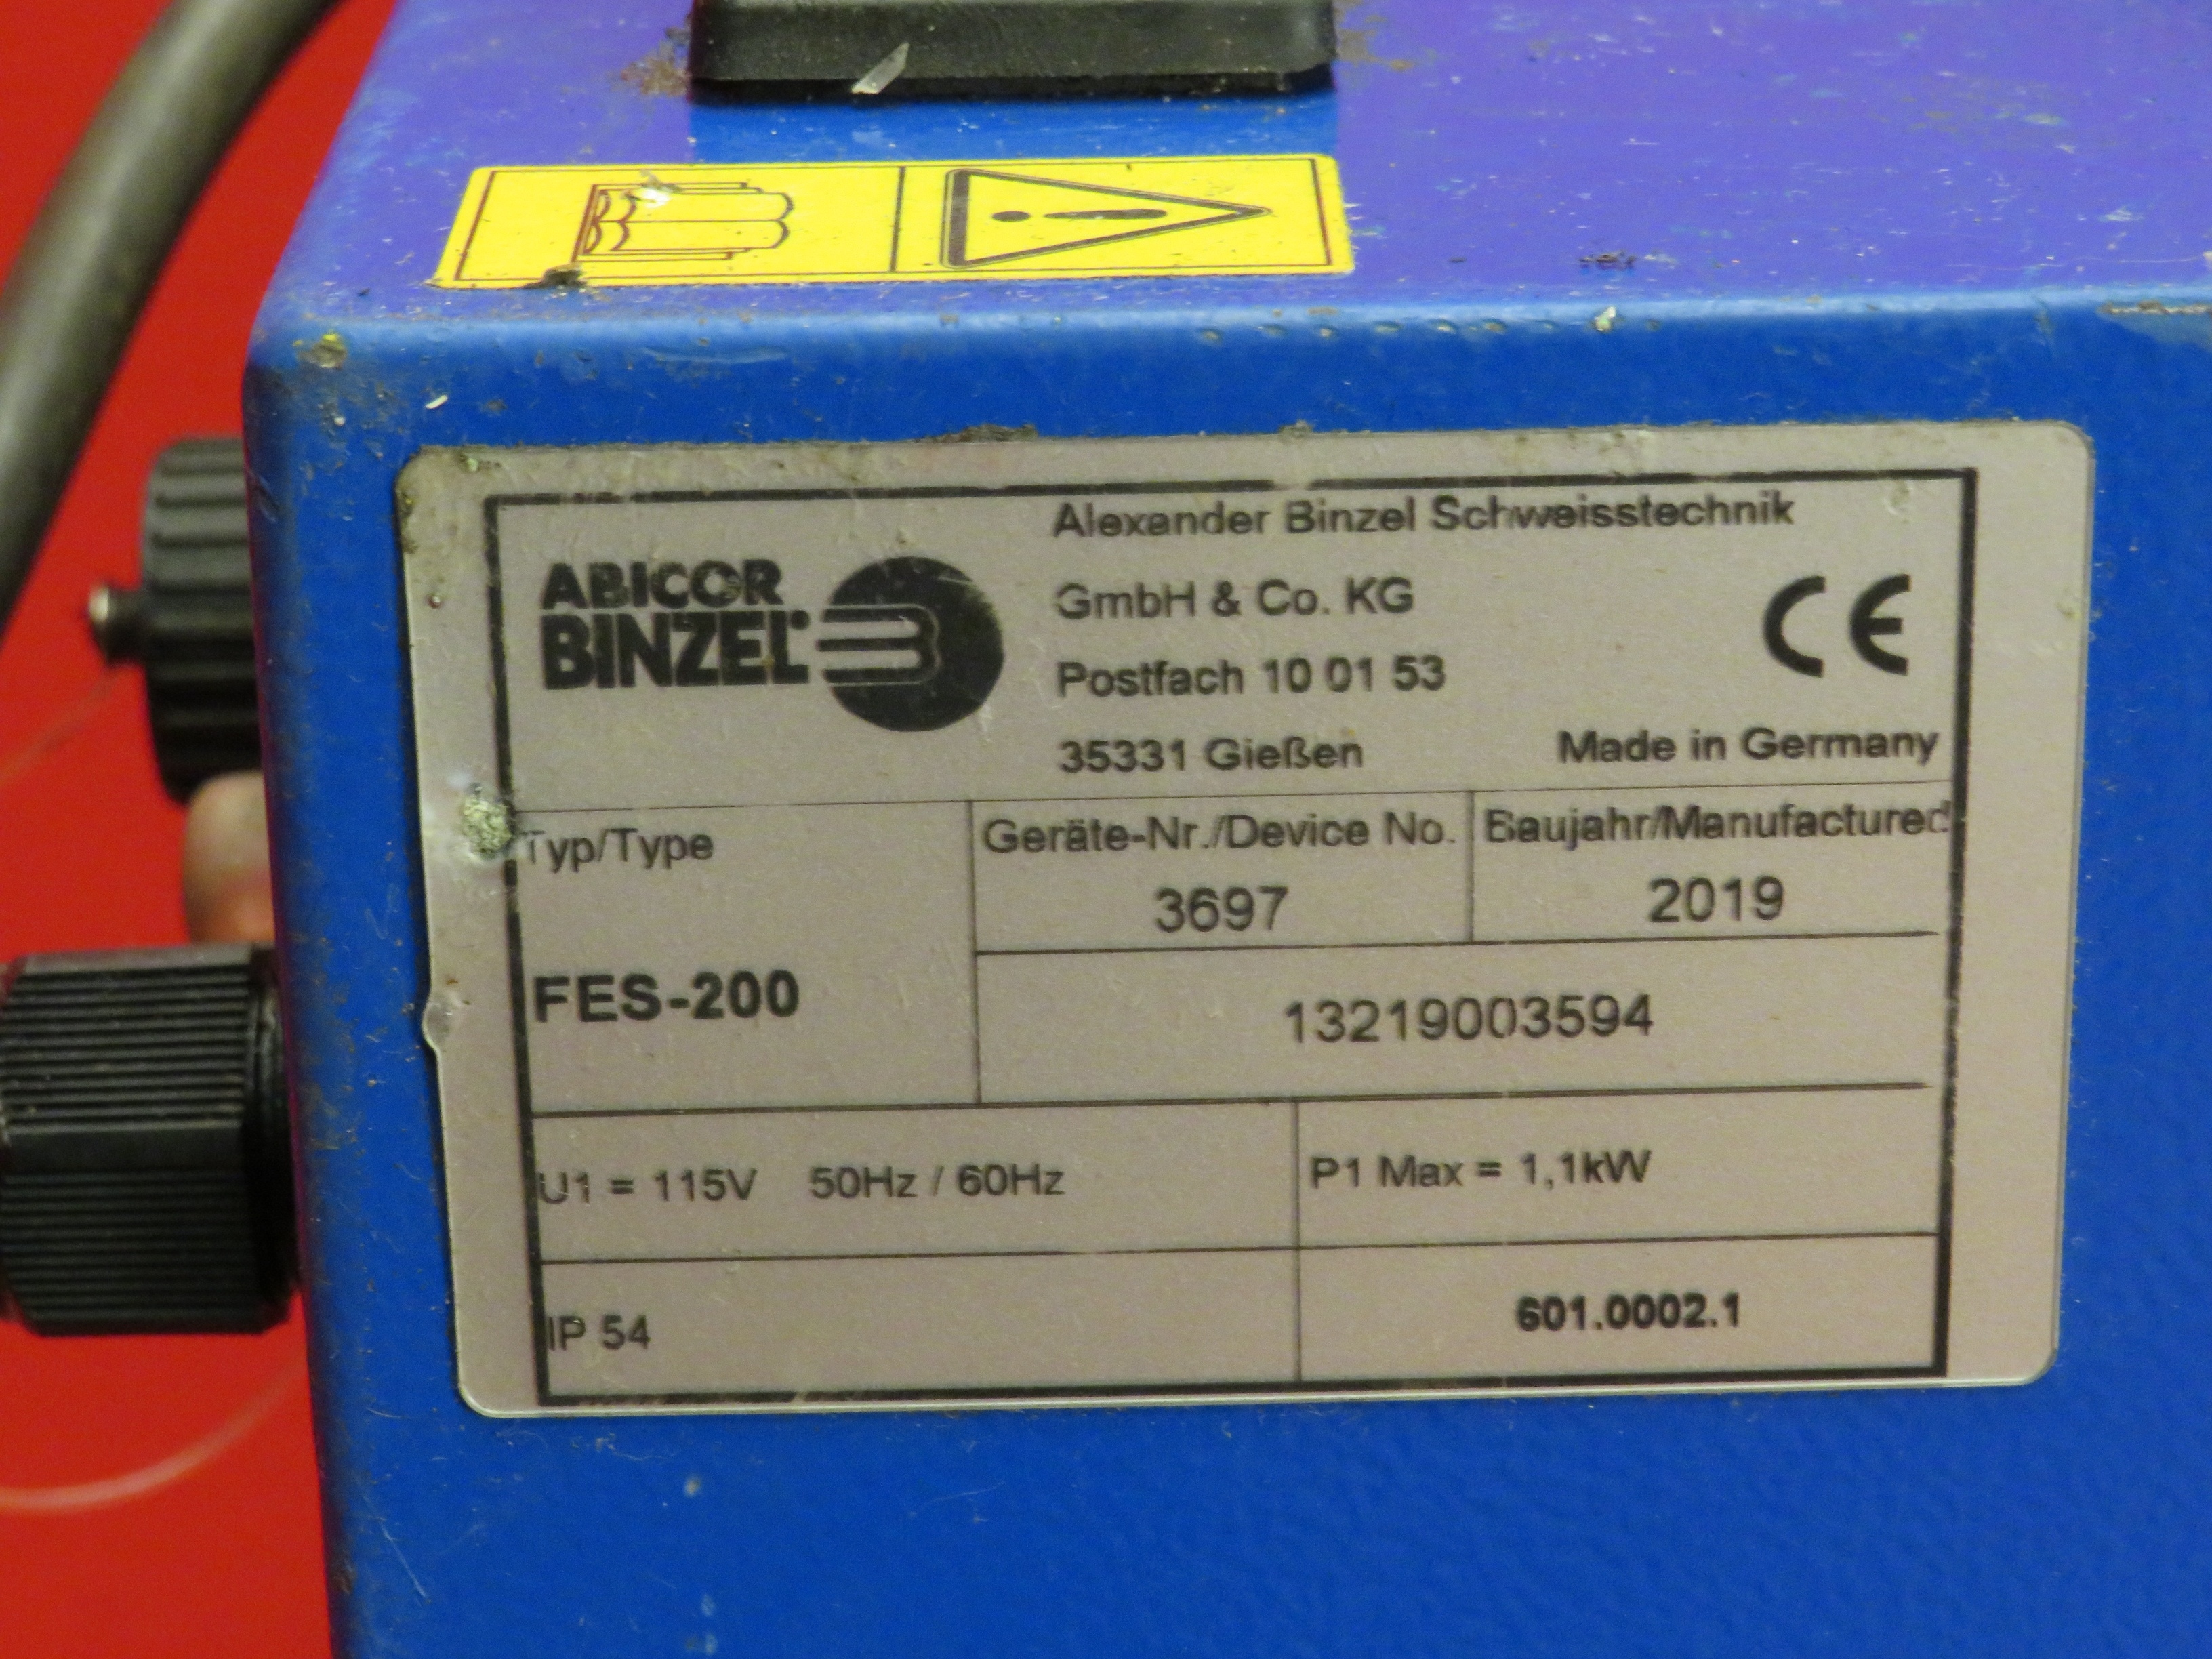 ABICOR
BINZEL
Alexander Binzel Schweisstechnik
GmbH & Co. KG
Postfach 10 01 53
35331 Gießen
CE
Made in Germany
Typ/Type
FES-200
Geräte-Nr./Device No.
3697
Baujahr/Manufactured
2019
13219003594
U1 = 115V 50Hz / 60Hz
P1 Max = 1,1kW
IP 54
601.0002.1